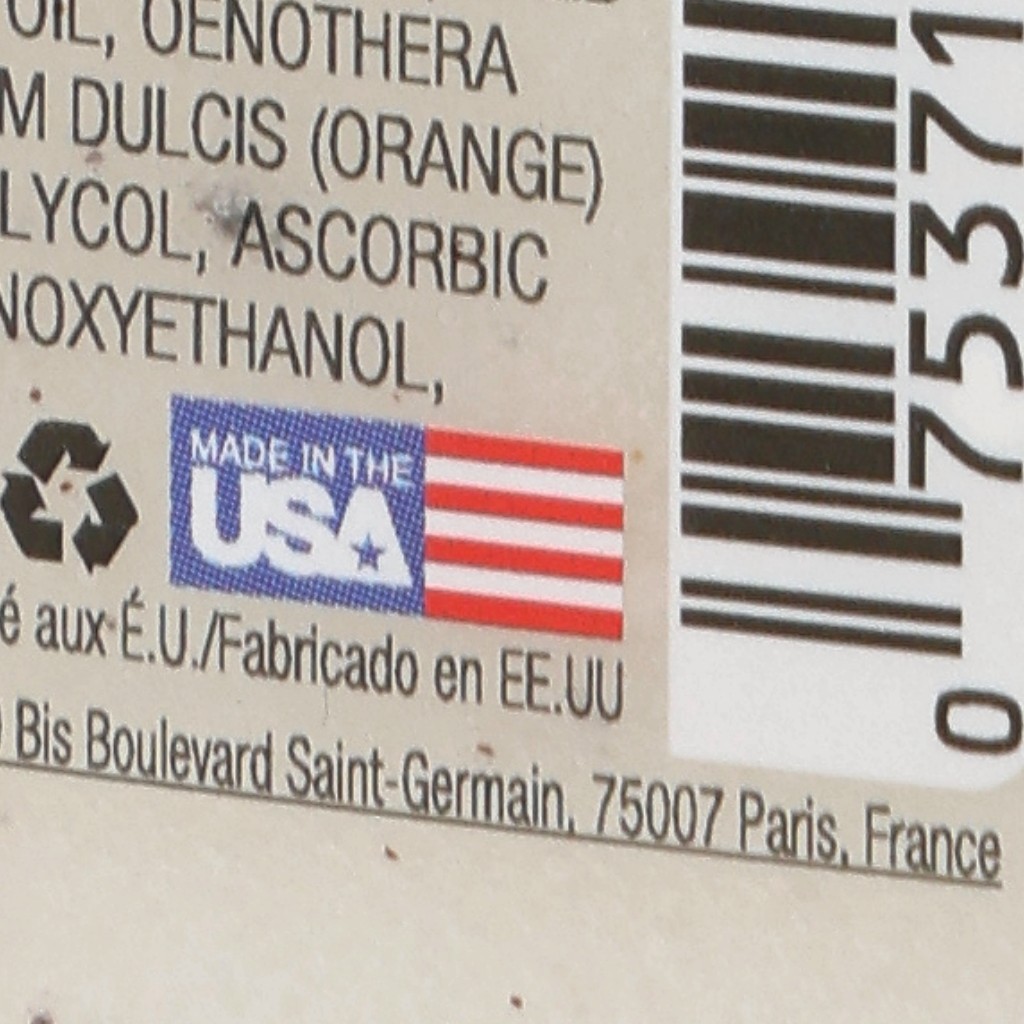 OIL, OENOTHERA
M DULCIS (ORANGE)
LYCOL, ASCORBIC
NOXYETHANOL,
MADE IN THE
USA
é aux É.U./Fabricado en EE.UU
Bis Boulevard Saint-Germain, 75007 Paris, France
0 75371